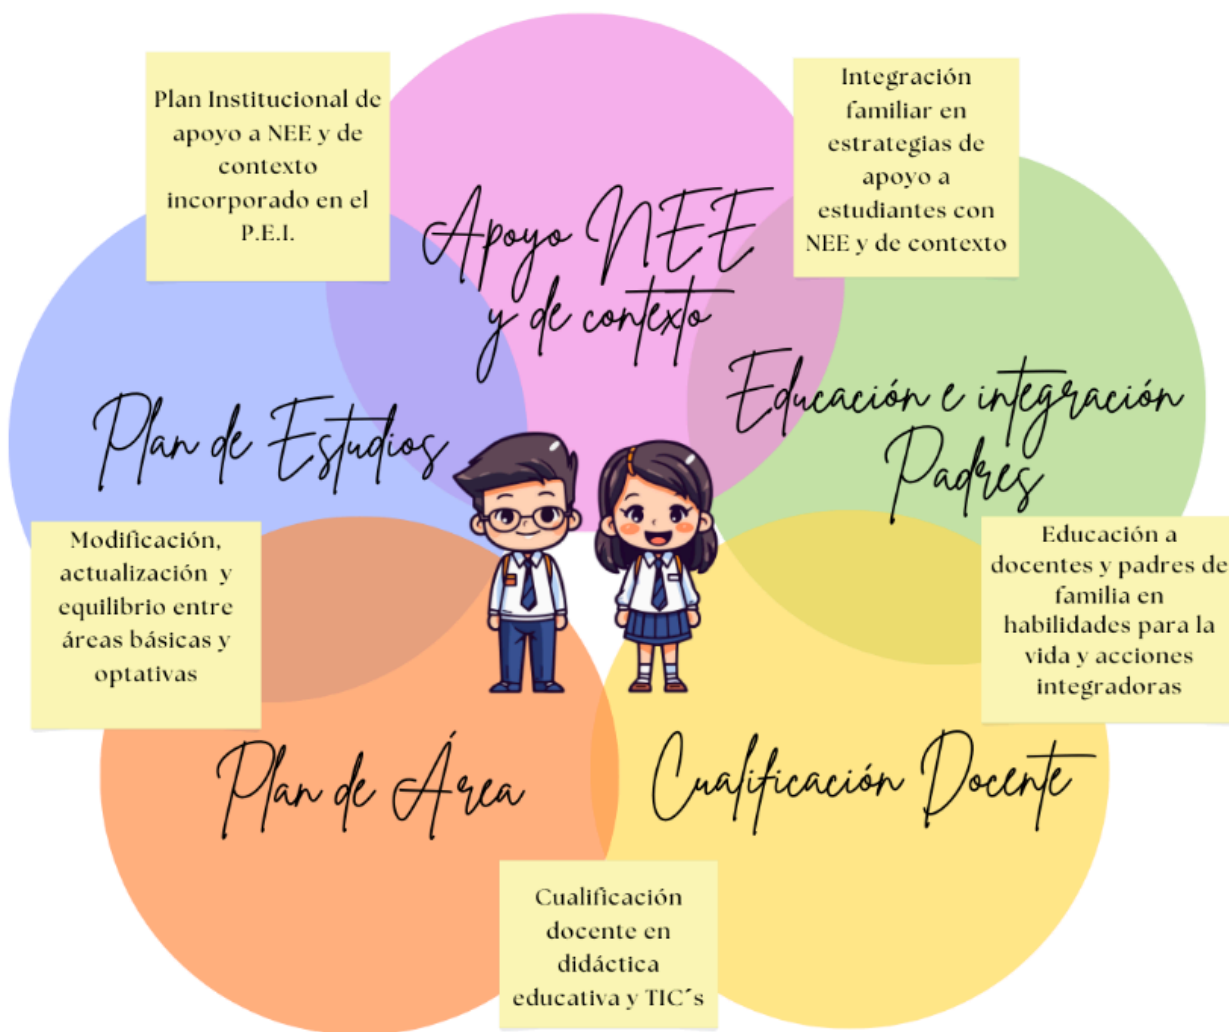 Plan Institucional de
apoyo a NEE y de
contexto
incorporado en el
P.E.I.
Integración
familiar en
estrategias de
apoyo a
estudiantes con
NEE y de contexto
Apoyo NEE
y de contexto
Plan de Estudios
Educación e integración
Padres
Modificación,
actualización y
equilibrio entre
áreas básicas y
optativas
Educación a
docentes y padres de
familia en
habilidades para la
vida y acciones
integradoras
Plan de Área
Cualificación Docente
Cualificación
docente en
didáctica
educativa y TIC´s